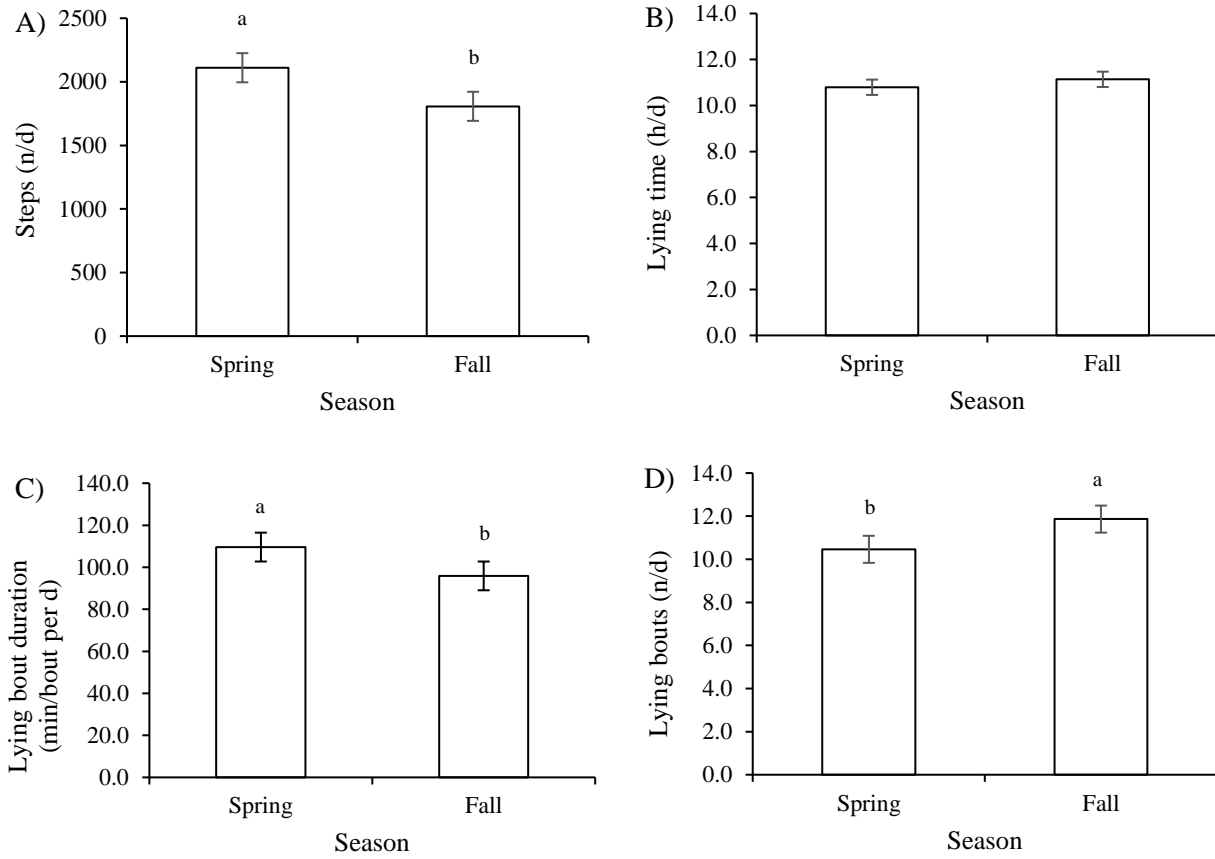 A)
Steps (n/d)
2500
2000
1500
1000
500
0
a
b
Spring
Fall
Season
B)
Lying time (h/d)
14.0
12.0
10.0
8.0
6.0
4.0
2.0
0.0
Spring
Fall
Season
C)
Lying bout duration
(min/bout per d)
140.0
120.0
100.0
80.0
60.0
40.0
20.0
0.0
a
b
Spring
Fall
Season
D)
Lying bouts (n/d)
14.0
12.0
10.0
8.0
6.0
4.0
2.0
0.0
b
a
Spring
Fall
Season